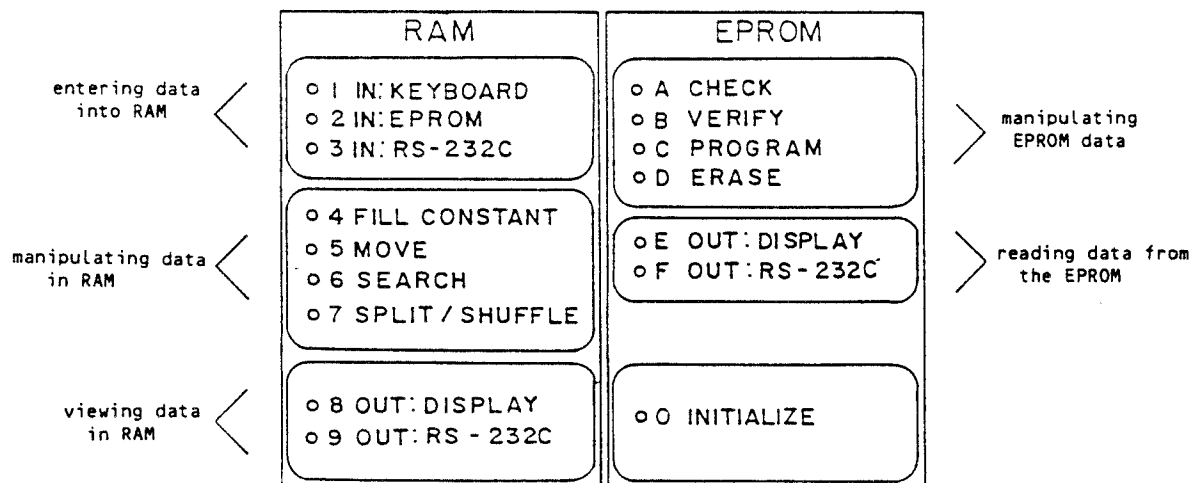 RAM
entering data
into RAM
1 IN:KEYBOARD
2 IN:EPROM
3 IN:RS-232C
manipulating data
in RAM
4 FILL CONSTANT
5 MOVE
6 SEARCH
7 SPLIT / SHUFFLE
viewing data
in RAM
8 OUT:DISPLAY
9 OUT:RS - 232C
EPROM
A CHECK
B VERIFY
C PROGRAM
D ERASE
manipulating
EPROM data
E OUT:DISPLAY
F OUT:RS-232C
reading data from
the EPROM
0 INITIALIZE